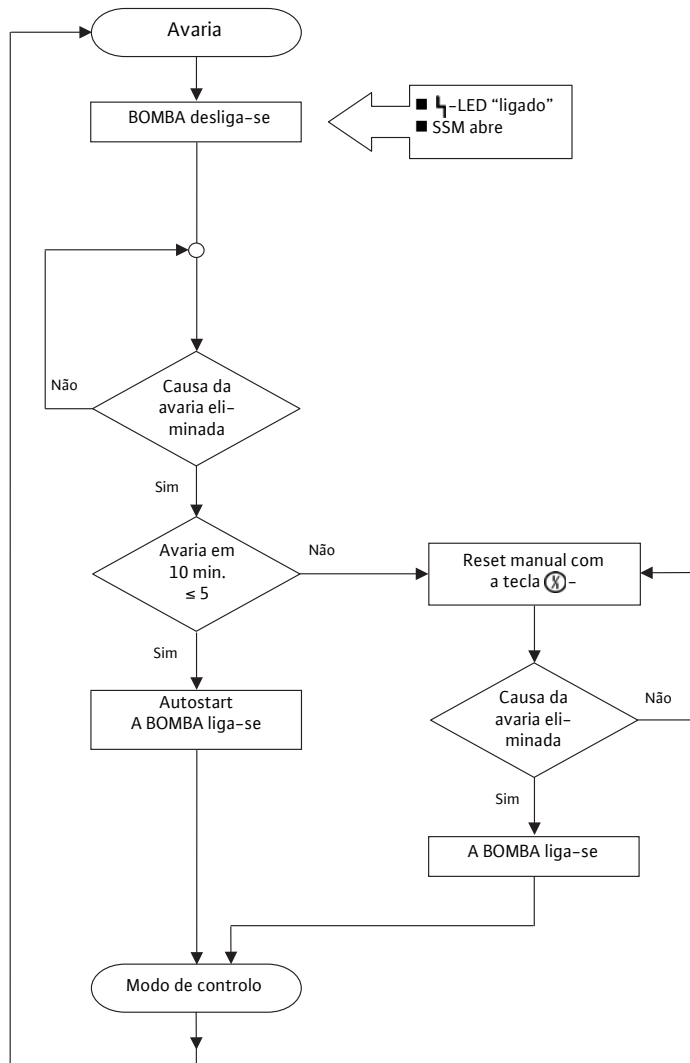 Avaria
BOMBA desliga-se
-LED “ligado”
SSM abre
Não
Causa da
avaria eli-
minada
Sim
Avaria em
10 min.
≤ 5
Não
Reset manual com
a tecla -
Sim
Autostart
A BOMBA liga-se
Causa da
avaria eli-
minada
Não
Sim
A BOMBA liga-se
Modo de controlo